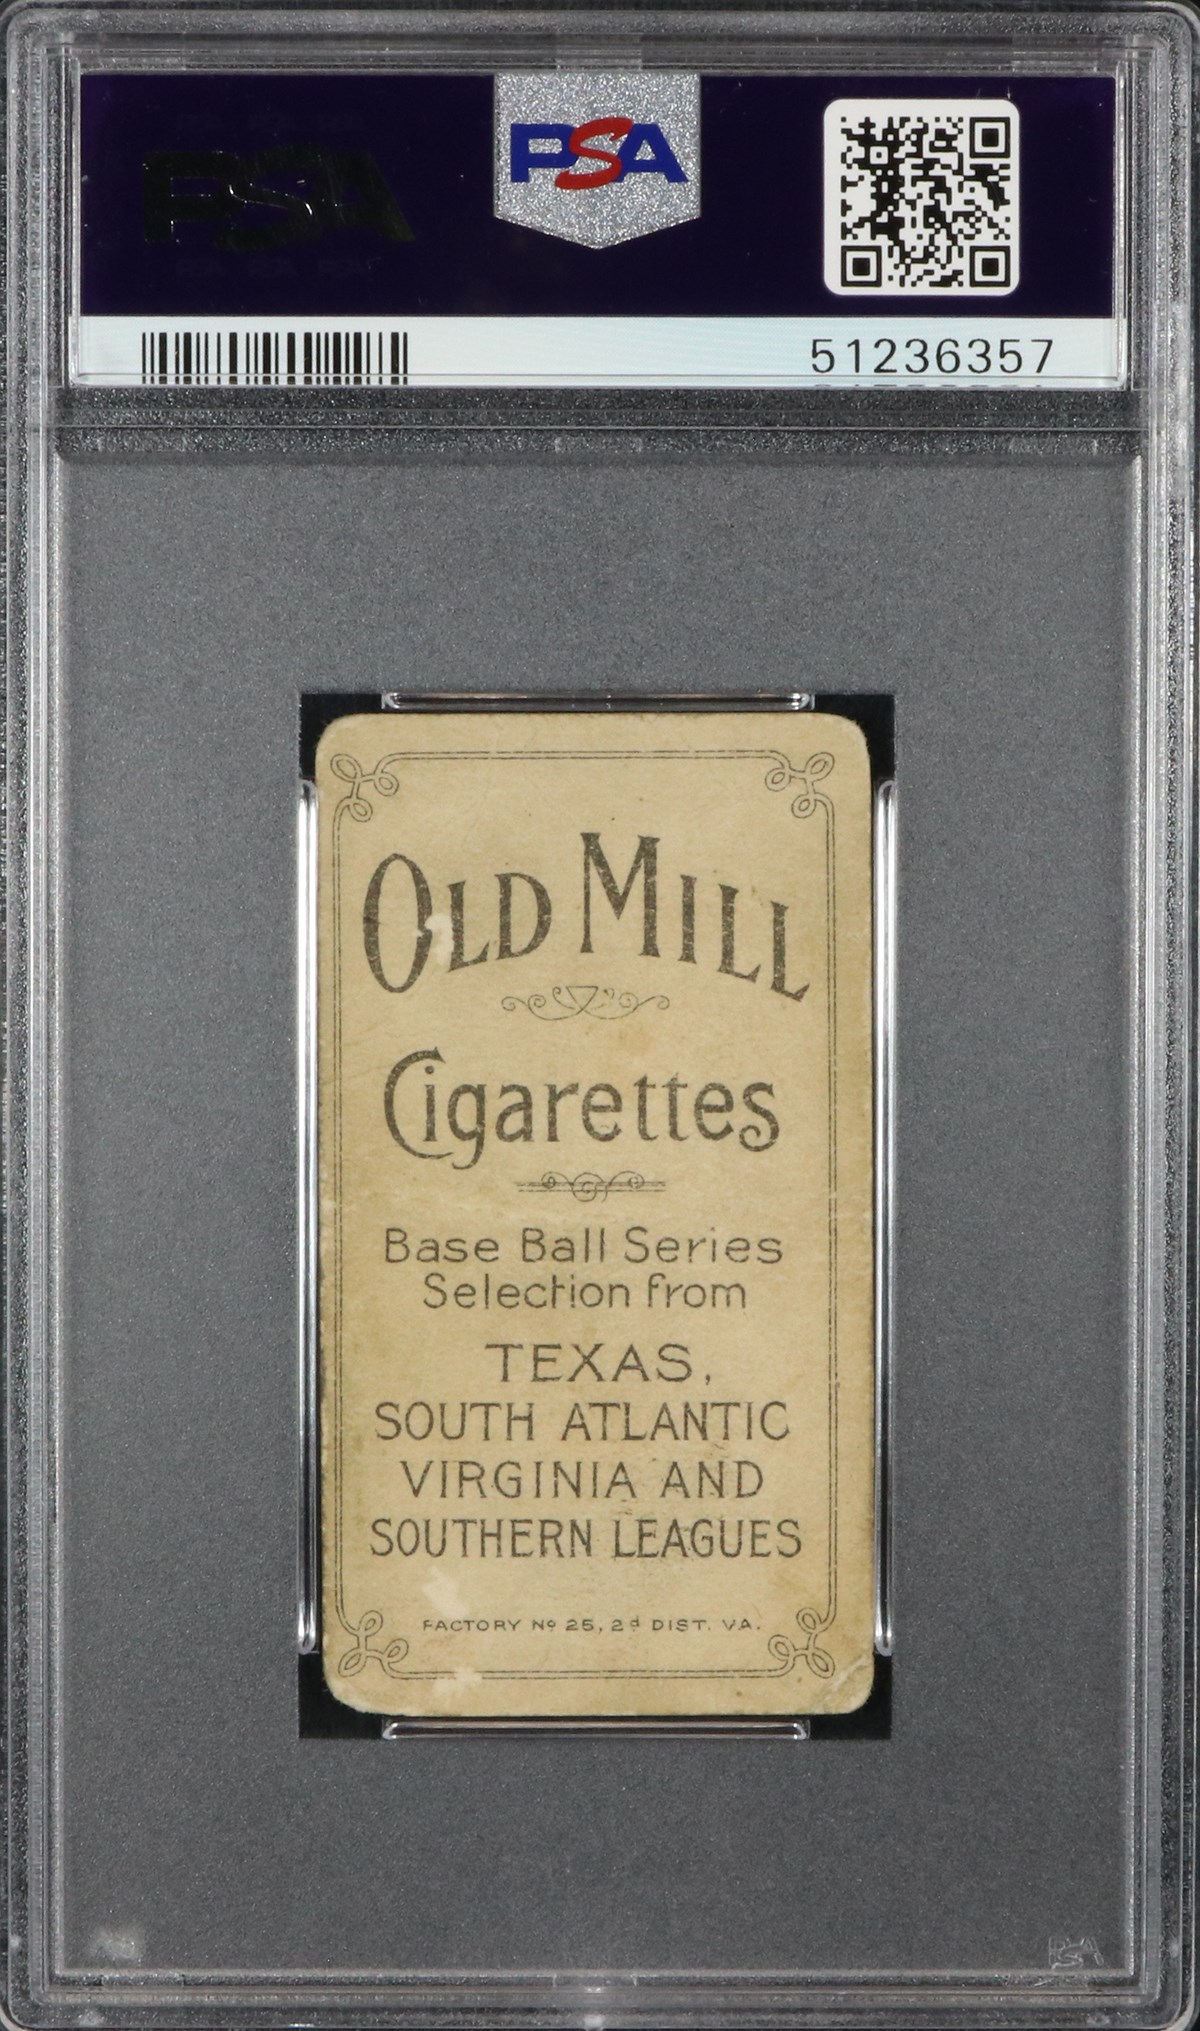 PSA
PSA
51236357
OLD MILL
Cigarettes
Base Ball Series
Selection from
TEXAS,
SOUTH ATLANTIC
VIRGINIA AND
SOUTHERN LEAGUES
FACTORY Nº 25, 2d DIST. VA.
PSA